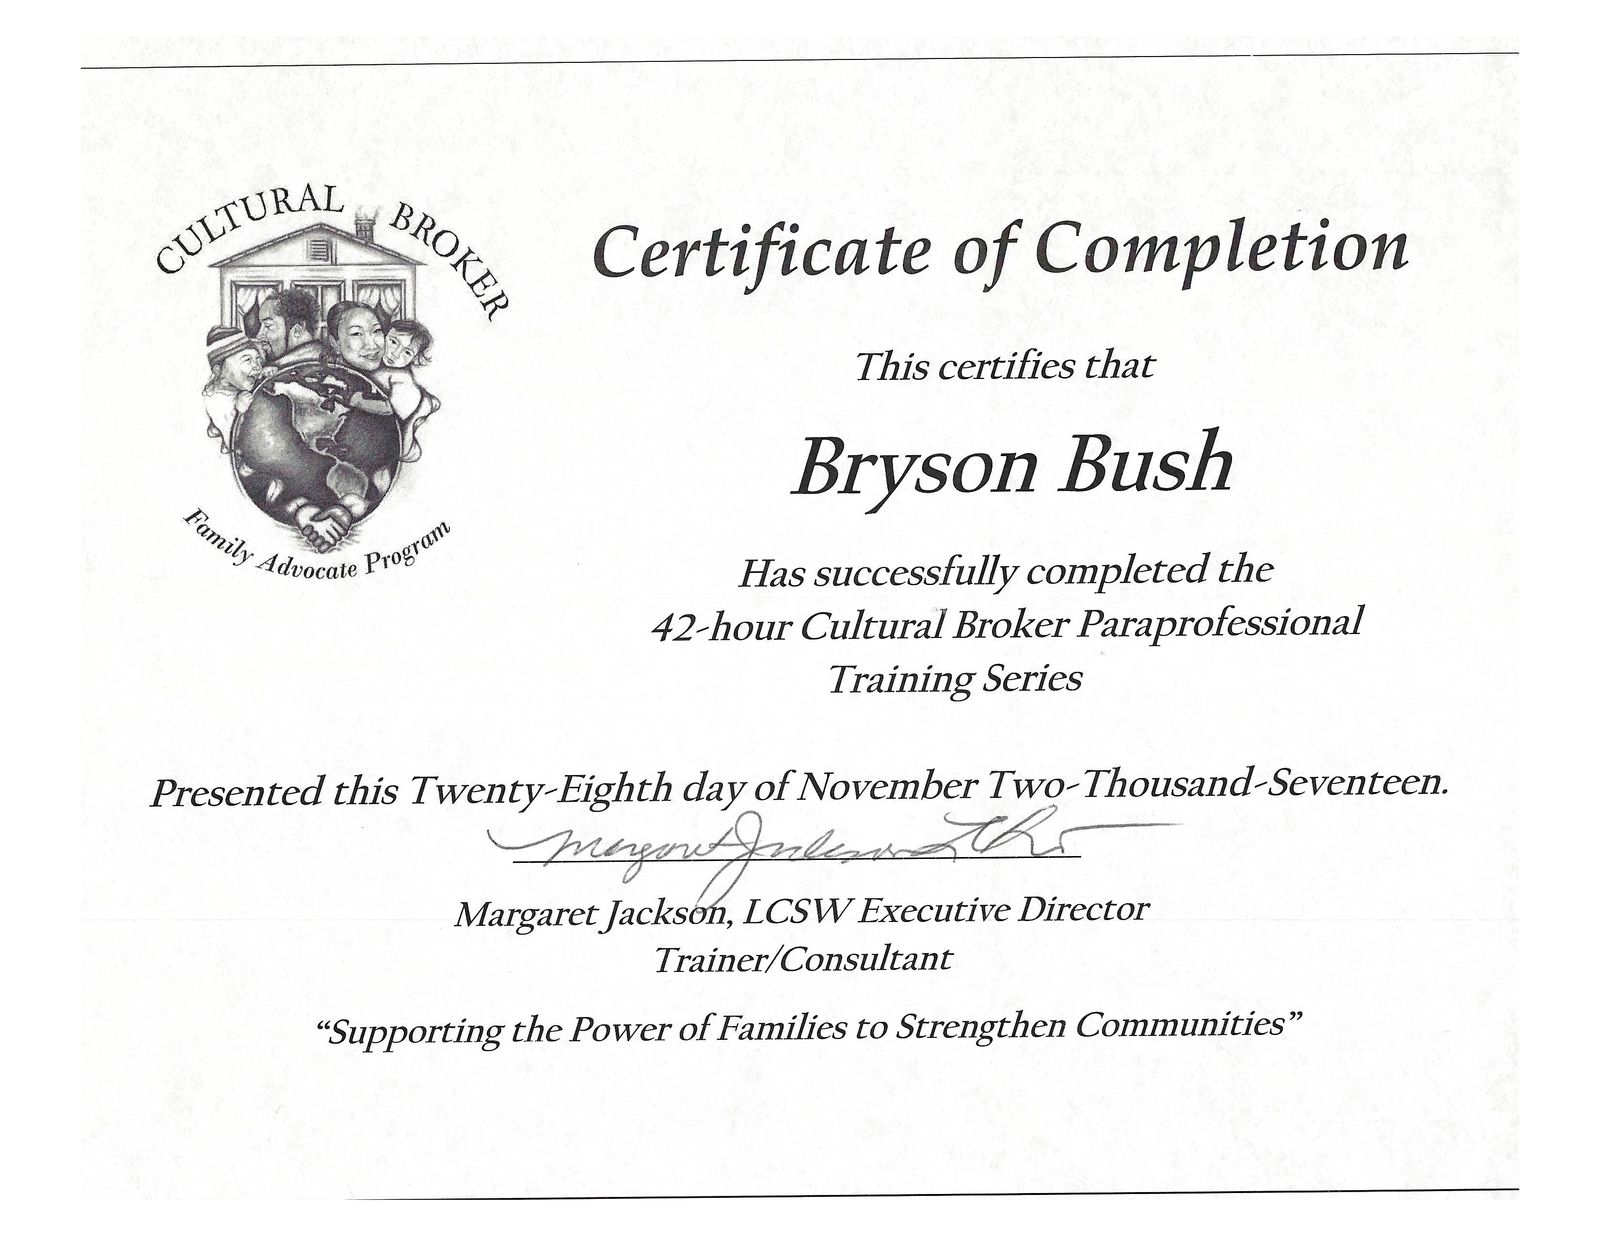 CULTURAL BROKER
Family Advocate Program
Certificate of Completion
This certifies that
Bryson Bush
Has successfully completed the
42-hour Cultural Broker Paraprofessional
Training Series
Presented this Twenty-Eighth day of November Two-Thousand-Seventeen.
Margaret Jackson
Margaret Jackson, LCSW Executive Director
Trainer/Consultant
“Supporting the Power of Families to Strengthen Communities”